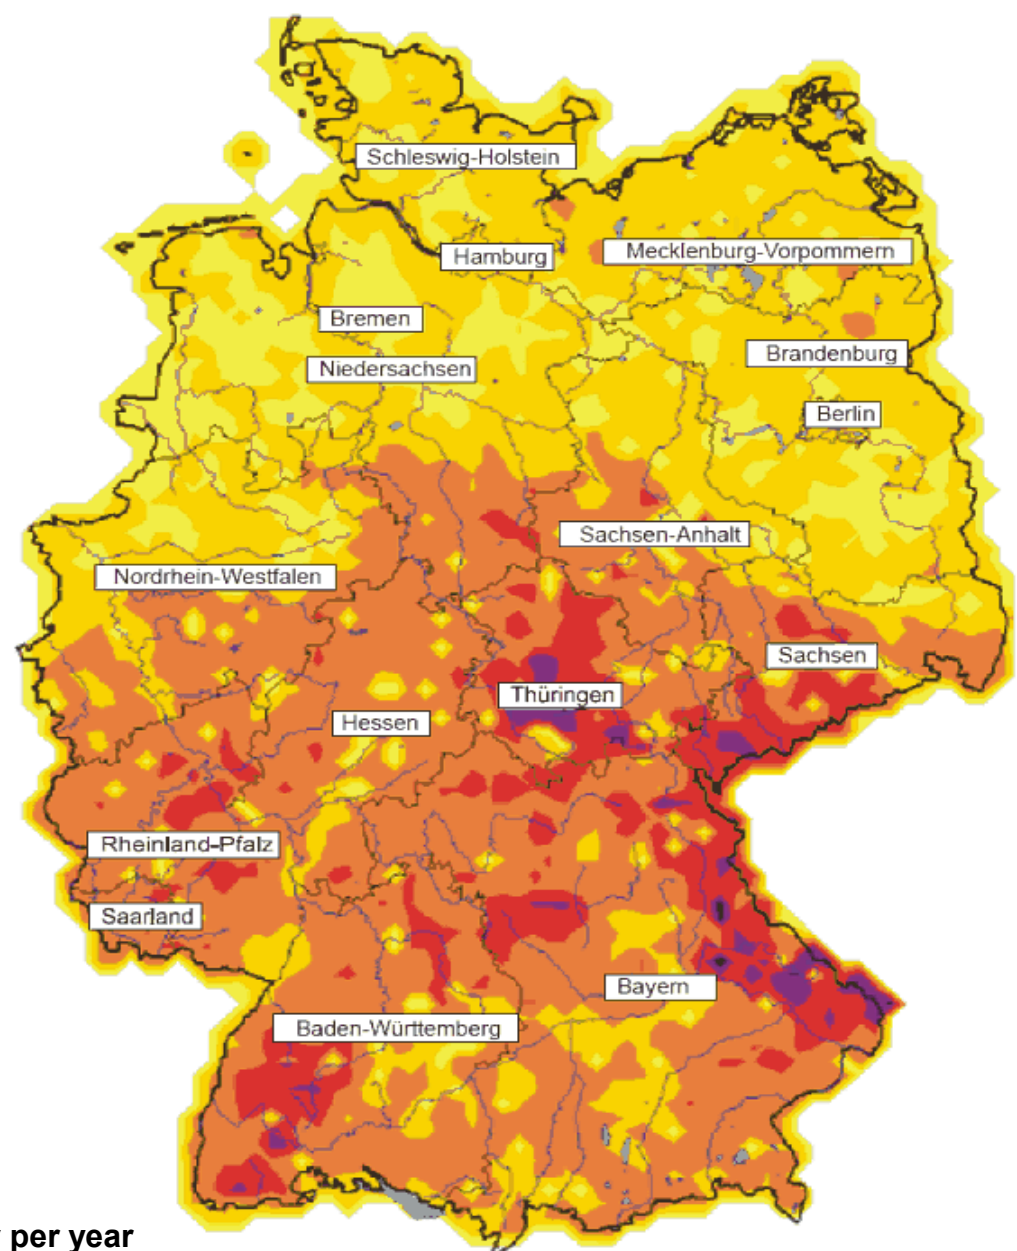 Schleswig-Holstein
Mecklenburg-Vorpommern
Hamburg
Bremen
Brandenburg
Niedersachsen
Berlin
Sachsen-Anhalt
Nordrhein-Westfalen
Sachsen
Thüringen
Hessen
Rheinland-Pfalz
Saarland
Bayern
Baden-Württemberg
per year